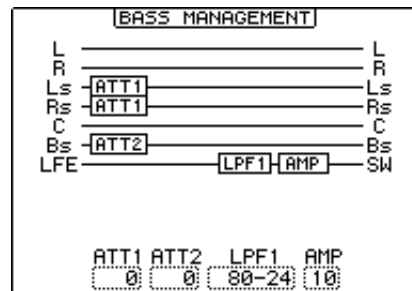 BASS MANAGEMENT
L L
R R
Ls ATT1 Ls
Rs ATT1 Rs
C C
Bs ATT2 Bs
LFE LPF1 AMP SW
ATT1 ATT2 LPF1 AMP
0 0 80-24 10